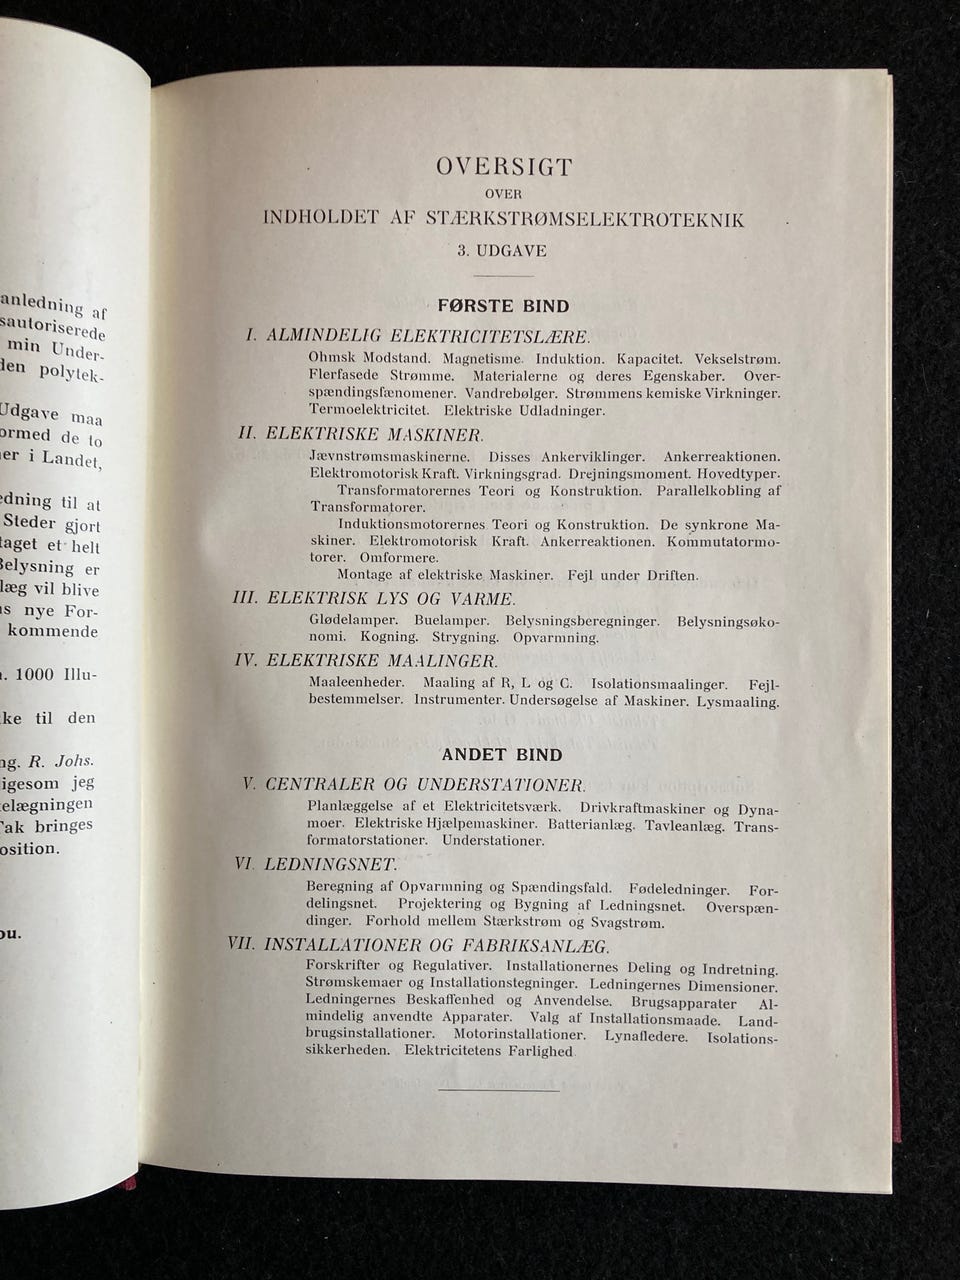 anledning af
sautoriserede
min Under-
den polytek-
Udgave maa
ormed de to
er i Landet,
edning til at
Steder gjort
taget et helt
Belysning er
læg vil blive
nye For-
kommende
1000 Illu-
ke til den
ng. R. Johs.
igesom jeg
elægningen
Tak bringes
osition.
ou.
OVERSIGT
OVER
INDHOLDET AF STÆRKSTRØMSELEKTROTEKNIK
3. UDGAVE
FØRSTE BIND
I. ALMINDELIG ELEKTRICITETSLÆRE.
Ohmsk Modstand. Magnetisme. Induktion. Kapacitet. Vekselstrøm.
Flerfasede Strømme. Materialerne og deres Egenskaber. Over-
spændingsfænomener. Vandrebølger. Strømmens kemiske Virkninger.
Termoelektricitet. Elektriske Udladninger.
II. ELEKTRISKE MASKINER.
Jævnstrømsmaskinerne. Disses Ankerviklinger. Ankerreaktionen.
Elektromotorisk Kraft. Virkningsgrad. Drejningsmoment. Hovedtyper.
Transformatorernes Teori og Konstruktion. Parallelkobling af
Transformatorer.
Induktionsmotorernes Teori og Konstruktion. De synkrone Ma-
skiner. Elektromotorisk Kraft. Ankerreaktionen. Kommutatormo-
torer. Omformere.
Montage af elektriske Maskiner. Fejl under Driften.
III. ELEKTRISK LYS OG VARME.
Glødelamper. Buelamper. Belysningsberegninger. Belysningsøko-
nomi. Kogning. Strygning. Opvarmning.
IV. ELEKTRISKE MAALINGER.
Maaleenheder. Maaling af R, L og C. Isolationsmaalinger. Fejl-
bestemmelser. Instrumenter. Undersøgelse af Maskiner. Lysmaaling.
ANDET BIND
V. CENTRALER OG UNDERSTATIONER.
Planlæggelse af et Elektricitetsværk. Drivkraftmaskiner og Dyna-
moer. Elektriske Hjælpemaskiner. Batterianlæg. Tavleanlæg. Trans-
formatorstationer. Understationer.
VI. LEDNINGSNET.
Beregning af Opvarmning og Spændingsfald. Fødeledninger. For-
delingsnet. Projektering og Bygning af Ledningsnet. Overspæn-
dinger. Forhold mellem Stærkstrøm og Svagstrøm.
VII. INSTALLATIONER OG FABRIKSANLÆG.
Forskrifter og Regulativer. Installationernes Deling og Indretning.
Strømskemaer og Installationstegninger. Ledningernes Dimensioner.
Ledningernes Beskaffenhed og Anvendelse. Brugsapparater Al-
mindelig anvendte Apparater. Valg af Installationsmaade. Land-
brugsinstallationer. Motorinstallationer. Lynafledere. Isolations-
sikkerheden. Elektricitetens Farlighed